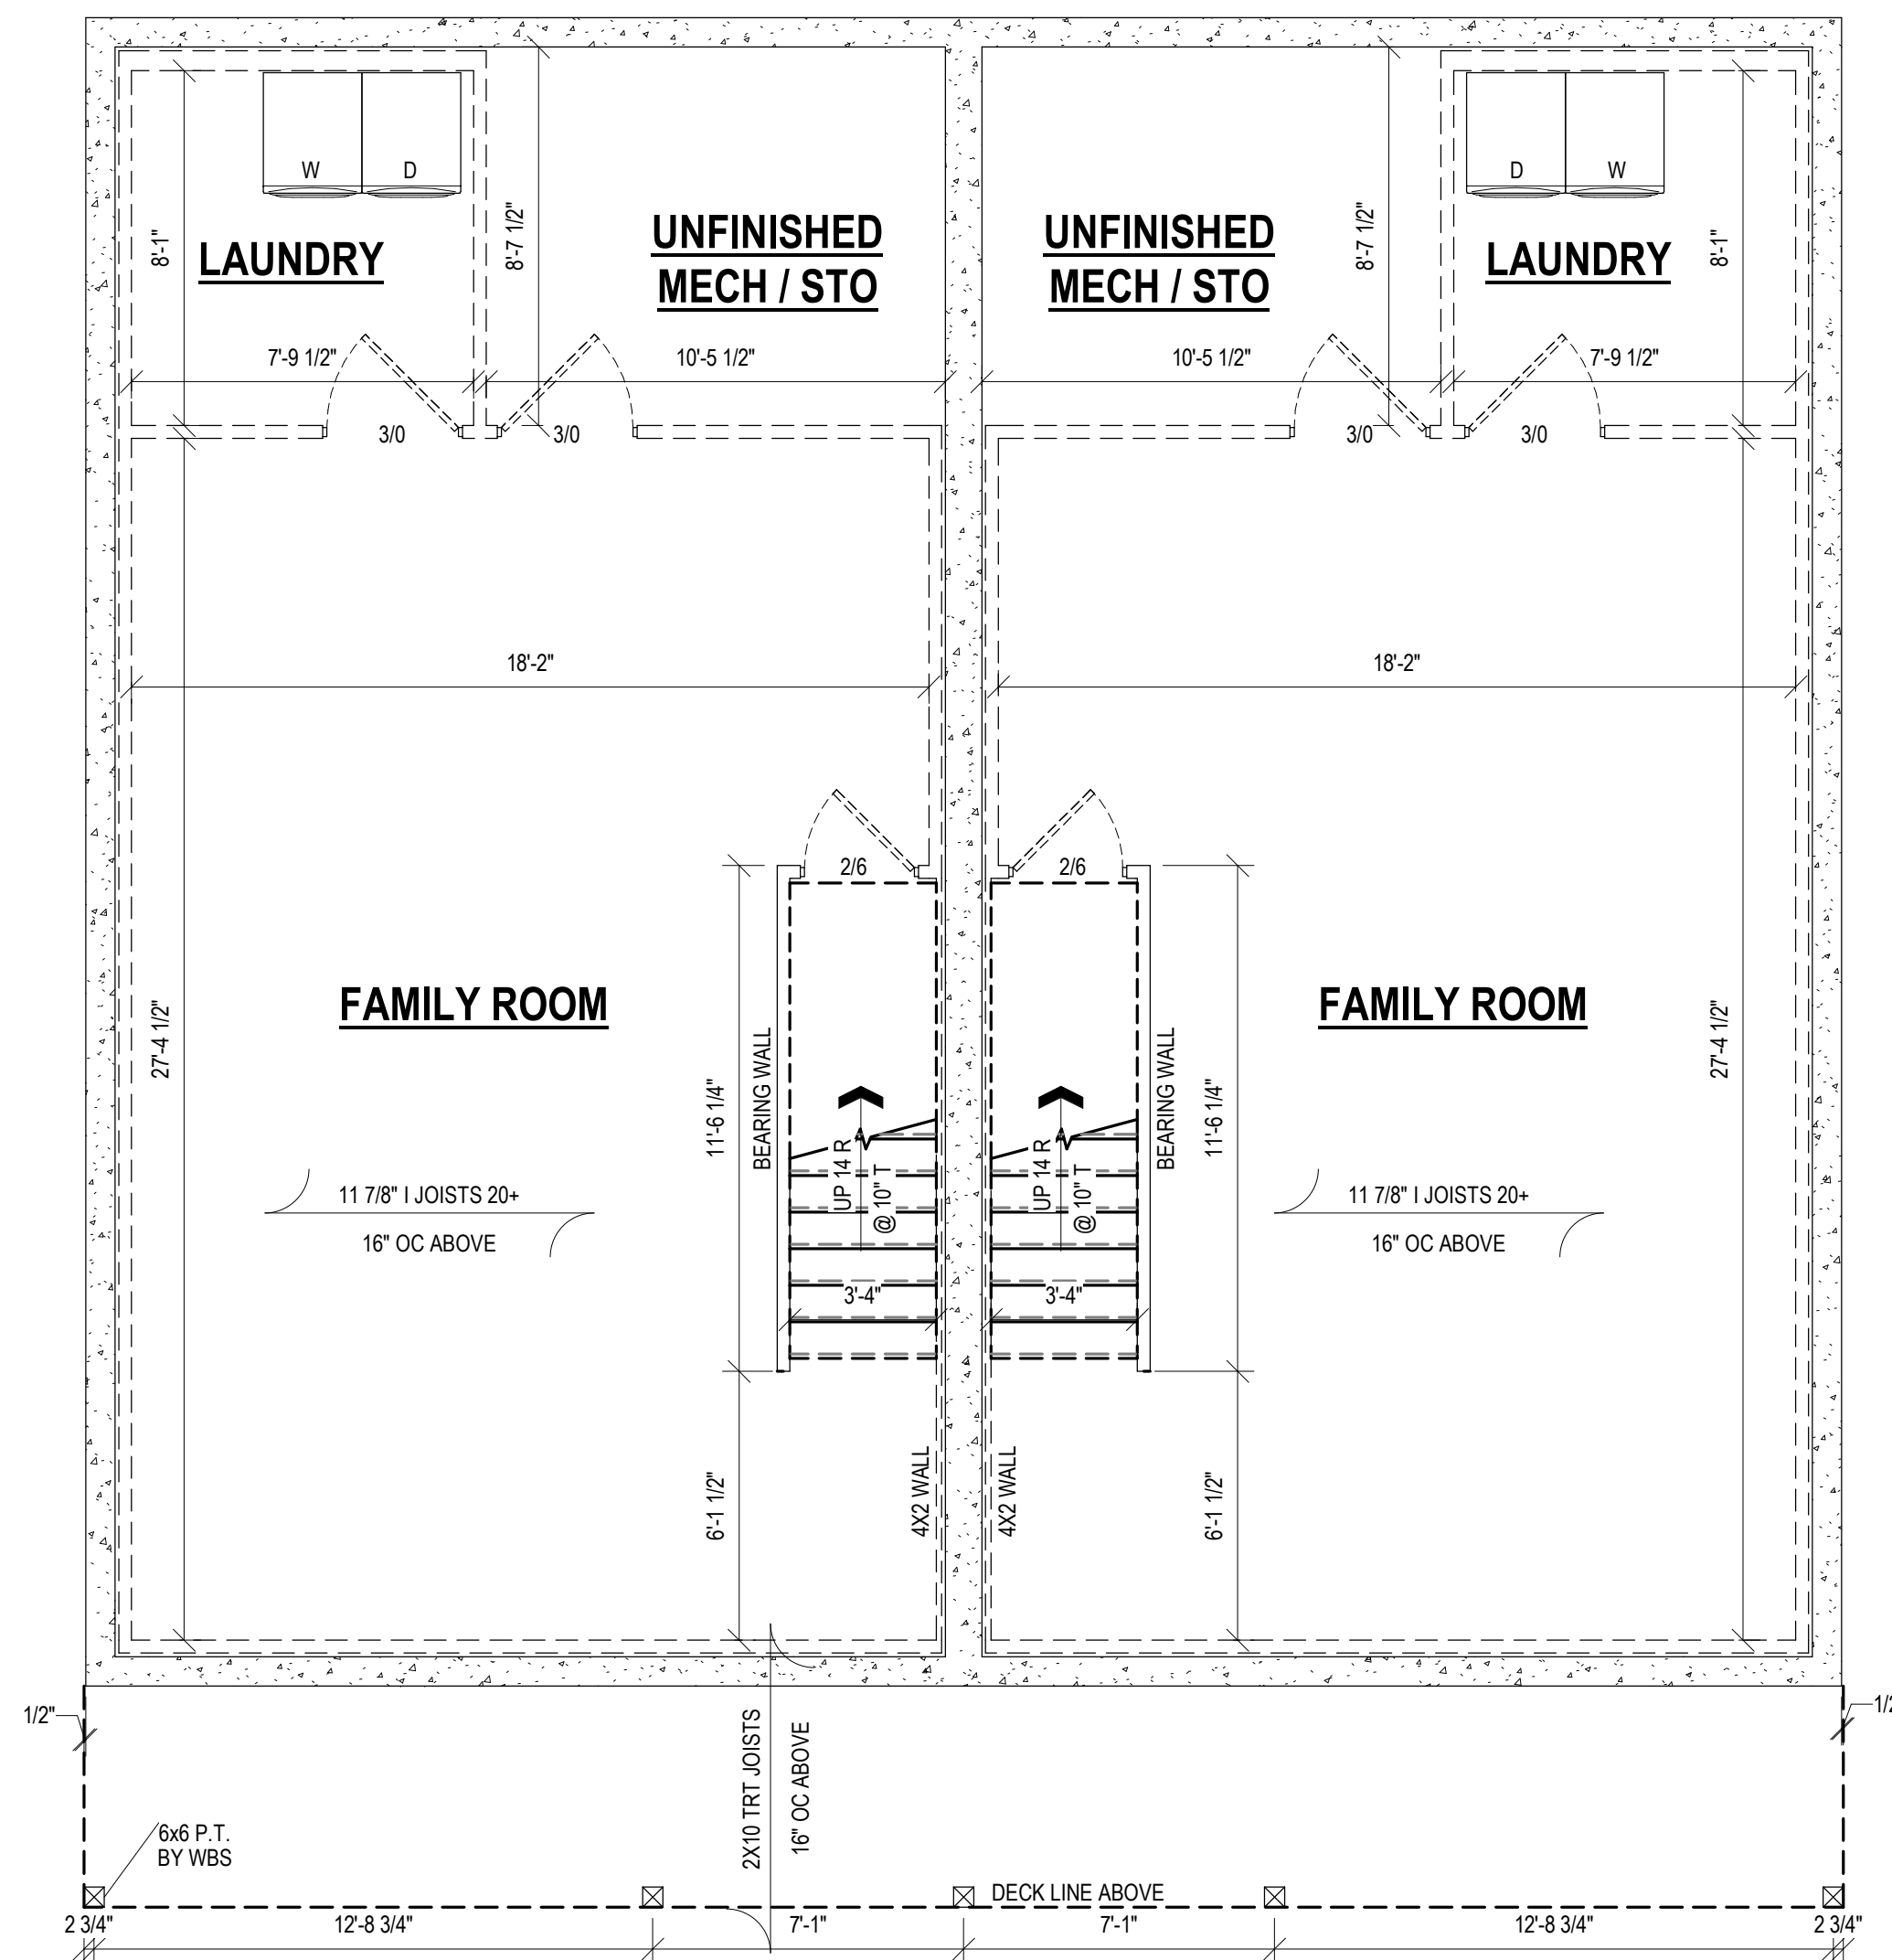 W
D
D
W
8'-1"
LAUNDRY
8'-7 1/2"
UNFINISHED
MECH / STO
UNFINISHED
MECH / STO
8'-7 1/2"
LAUNDRY
8'-1"
7'-9 1/2"
10'-5 1/2"
10'-5 1/2"
7'-9 1/2"
3/0
3/0
3/0
3/0
18'-2"
18'-2"
2/6
2/6
FAMILY ROOM
FAMILY ROOM
27'-4 1/2"
27'-4 1/2"
11'-6 1/4"
BEARING WALL
UP 14 R
@ 10" T
UP 14 R
@ 10" T
BEARING WALL
11'-6 1/4"
11 7/8" I JOISTS 20+
16" OC ABOVE
11 7/8" I JOISTS 20+
16" OC ABOVE
3'-4"
3'-4"
6'-1 1/2"
4X2 WALL
4X2 WALL
6'-1 1/2"
1/2"
2X10 TRT JOISTS
16" OC ABOVE
6x6 P.T.
BY WBS
DECK LINE ABOVE
2 3/4"
12'-8 3/4"
7'-1"
7'-1"
12'-8 3/4"
2 3/4"